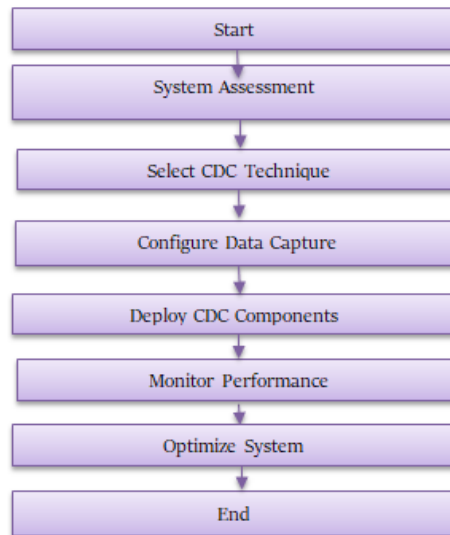 Start
System Assessment
Select CDC Technique
Configure Data Capture
Deploy CDC Components
Monitor Performance
Optimize System
End